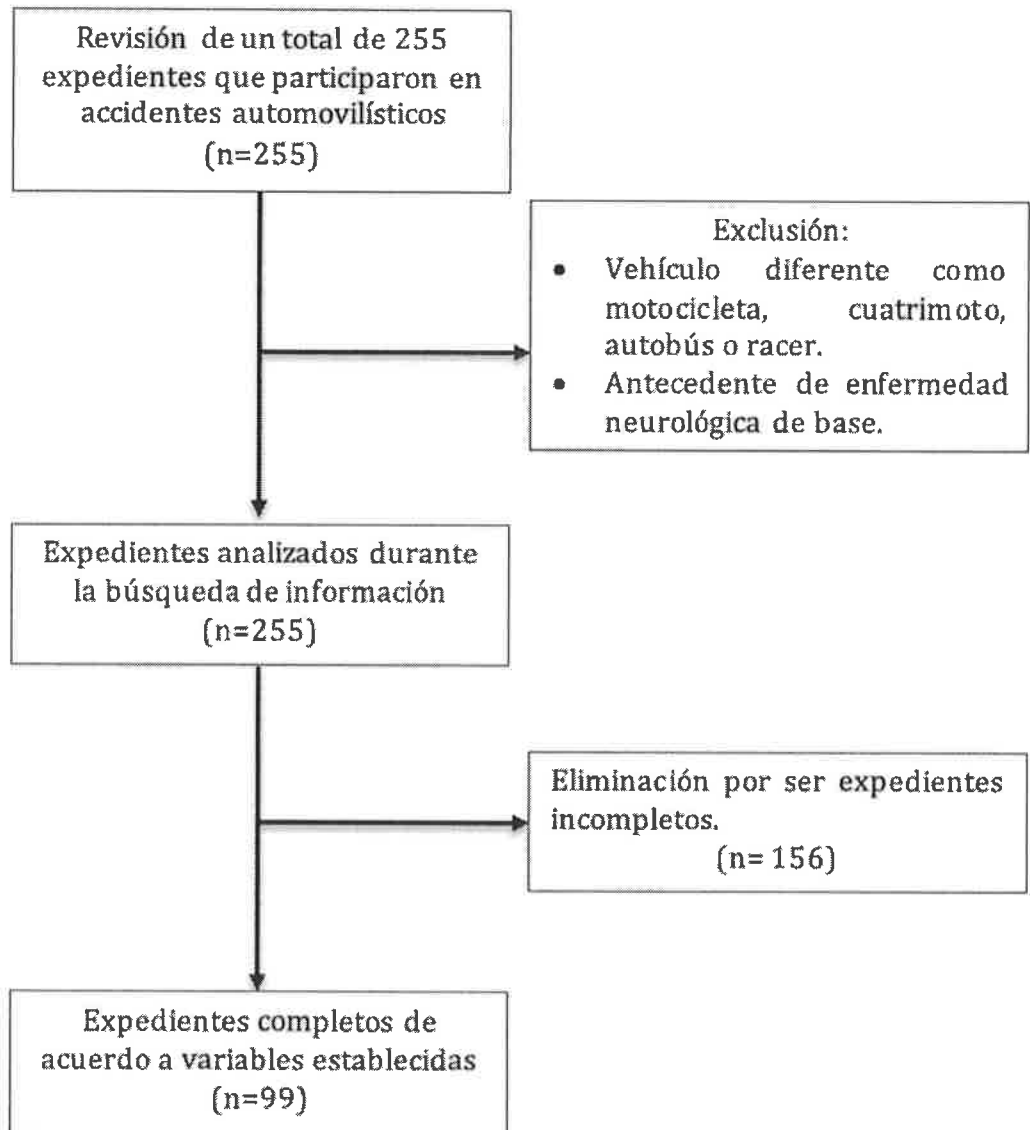 Revisión de un total de 255
expedientes que participaron en
accidentes automovilísticos
(n=255)
Exclusión:
• Vehículo diferente como
motocicleta, cuatrimoto,
autobús o racer.
• Antecedente de enfermedad
neurológica de base.
Expedientes analizados durante
la búsqueda de información
(n=255)
Eliminación por ser expedientes
incompletos.
(n= 156)
Expedientes completos de
acuerdo a variables establecidas
(n=99)